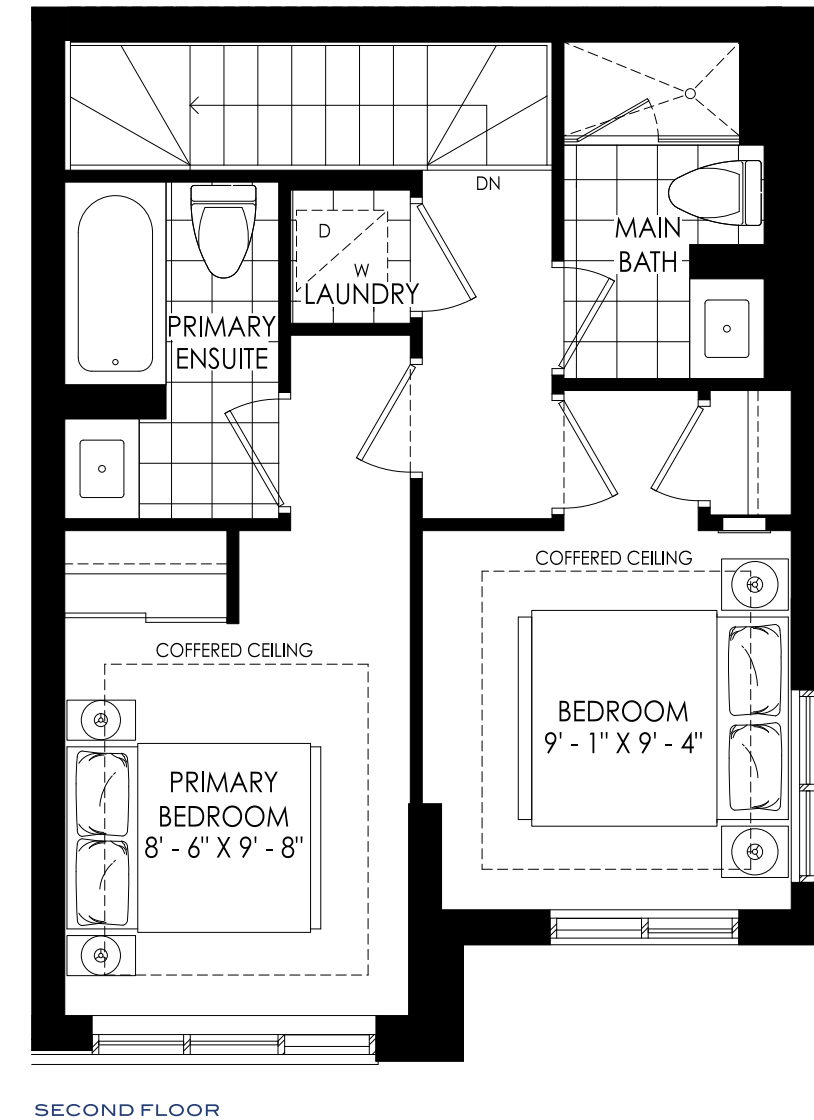 DN
D
W
LAUNDRY
MAIN
BATH
PRIMARY
ENSUITE
COFFERED CEILING
BEDROOM
9' - 1" X 9' - 4"
COFFERED CEILING
PRIMARY
BEDROOM
8' - 6" X 9' - 8"
SECOND FLOOR